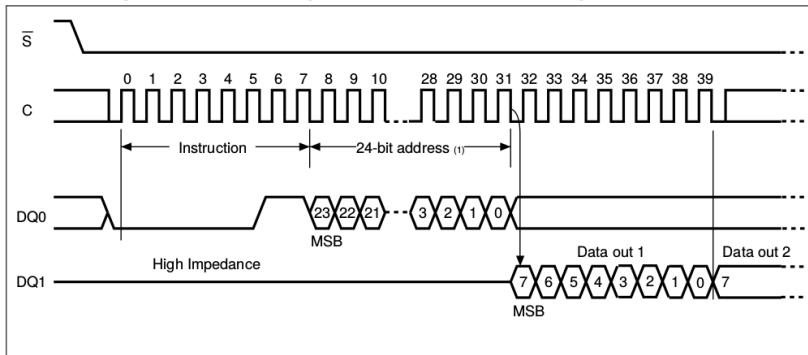 S
0 1 2 3 4 5 6 7 8 9 10 28 29 30 31 32 33 34 35 36 37 38 39
C
Instruction 24-bit address (1)
DQ0 23 22 21 3 2 1 0
MSB
High Impedance Data out 1 Data out 2
DQ1 7 6 5 4 3 2 1 0 7
MSB